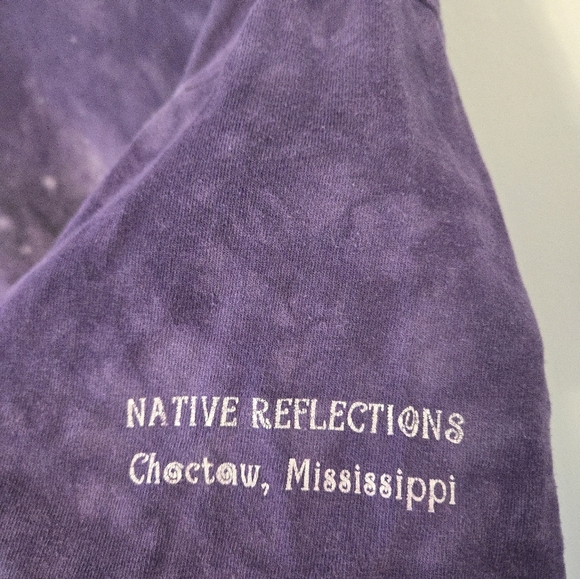 NATIVE REFLECTIONS
Choctaw, Mississippi